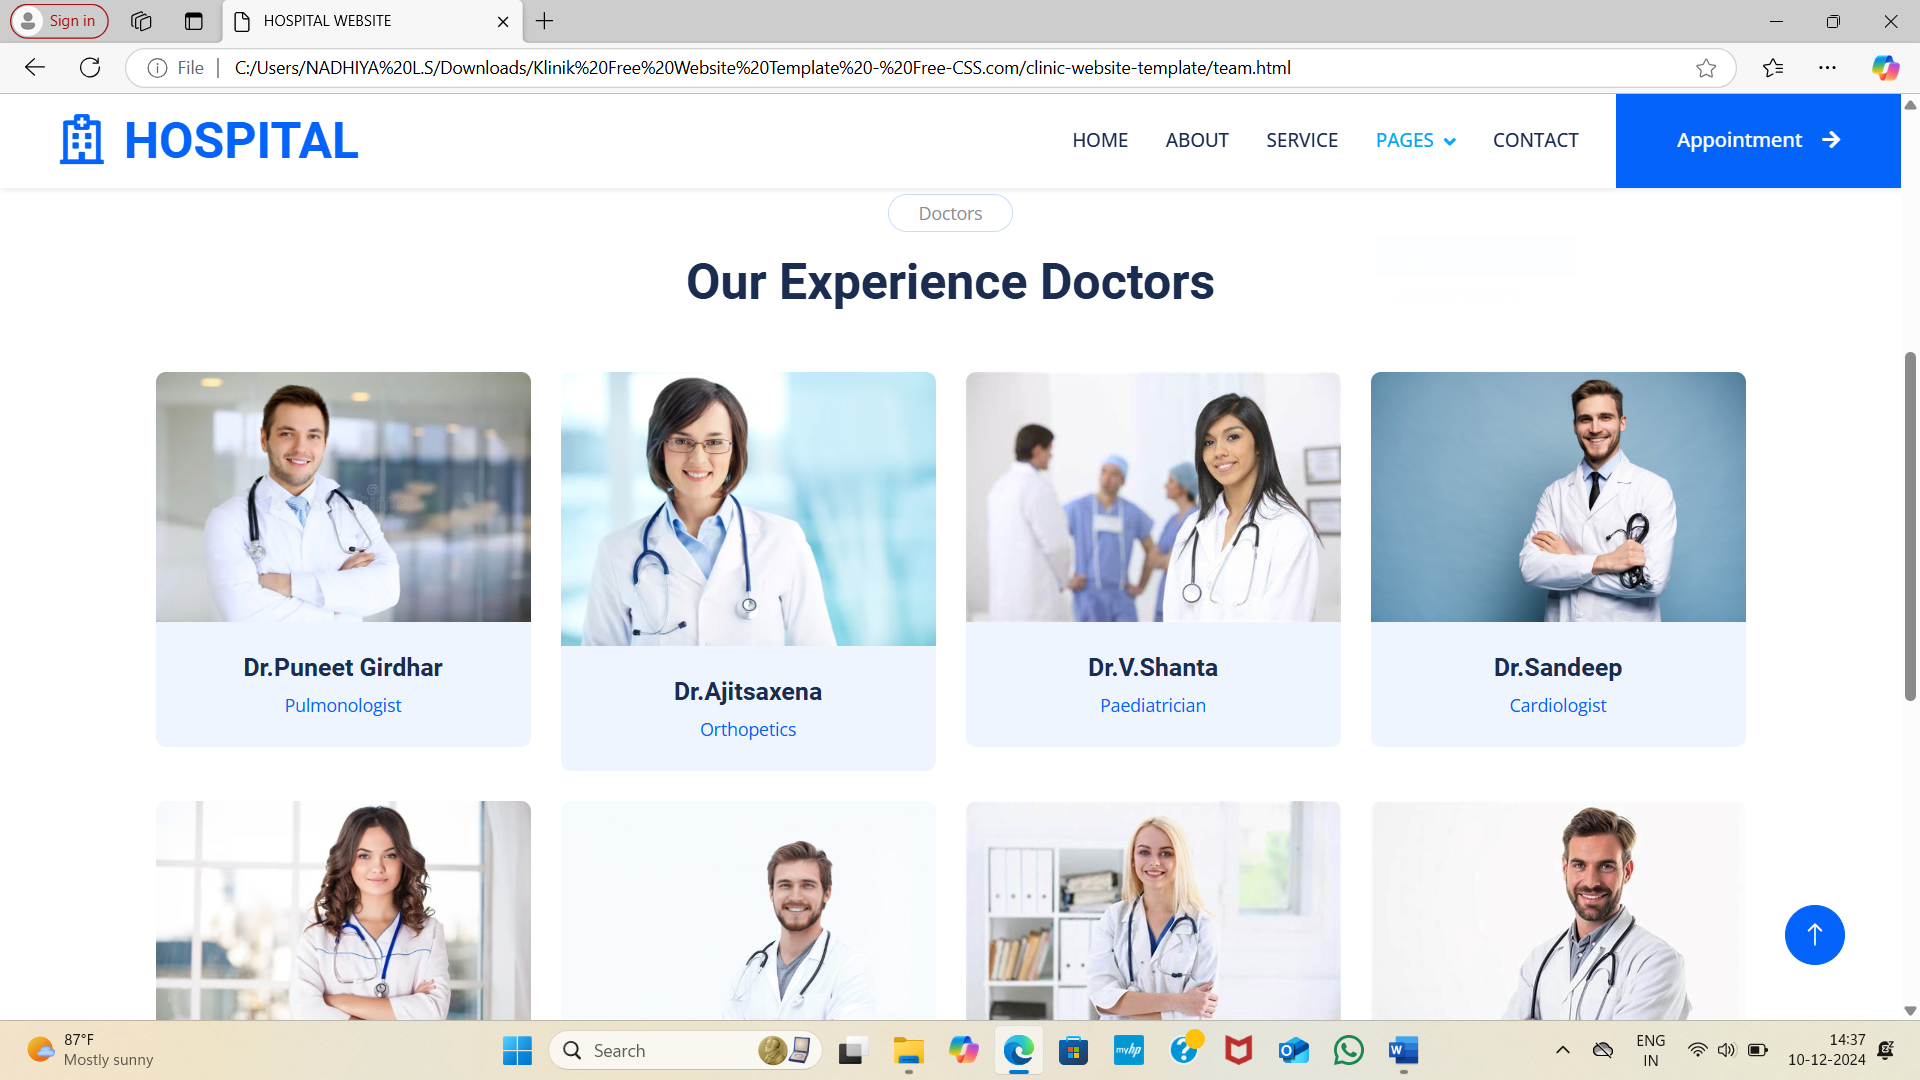 Sign in
HOSPITAL WEBSITE
File
C:/Users/NADHIYA%20L.S/Downloads/Klinik%20Free%20Website%20Template%20-%20Free-CSS.com/clinic-website-template/team.html
HOSPITAL
HOME
ABOUT
SERVICE
PAGES
CONTACT
Appointment
Doctors
Our Experience Doctors
Dr.Puneet Girdhar
Pulmonologist
Dr.Ajitsaxena
Orthopetics
Dr.V.Shanta
Paediatrician
Dr.Sandeep
Cardiologist
87°F
Mostly sunny
Search
myhp
ENG
IN
14:37
10-12-2024